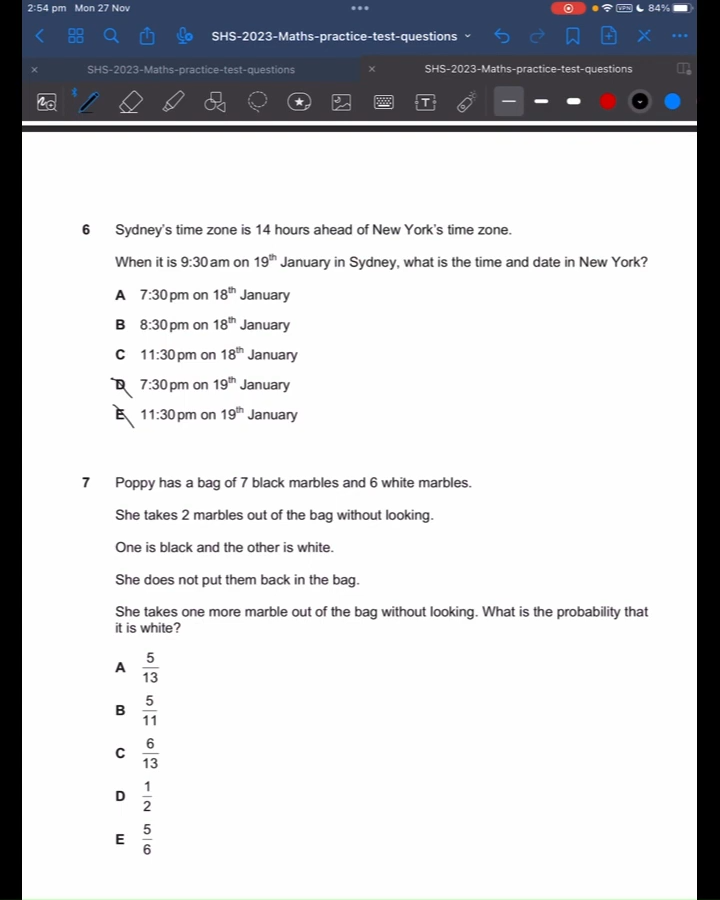 2:54 pm Mon 27 Nov
VPN 84%
SHS-2023-Maths-practice-test-questions
SHS-2023-Maths-practice-test-questions
SHS-2023-Maths-practice-test-questions
T
6 Sydney's time zone is 14 hours ahead of New York's time zone.
When it is 9:30 am on 19th January in Sydney, what is the time and date in New York?
A 7:30 pm on 18th January
B 8:30 pm on 18th January
C 11:30 pm on 18th January
D 7:30 pm on 19th January
E 11:30 pm on 19th January
7 Poppy has a bag of 7 black marbles and 6 white marbles.
She takes 2 marbles out of the bag without looking.
One is black and the other is white.
She does not put them back in the bag.
She takes one more marble out of the bag without looking. What is the probability that
it is white?
A 5/13
B 5/11
C 6/13
D 1/2
E 5/6